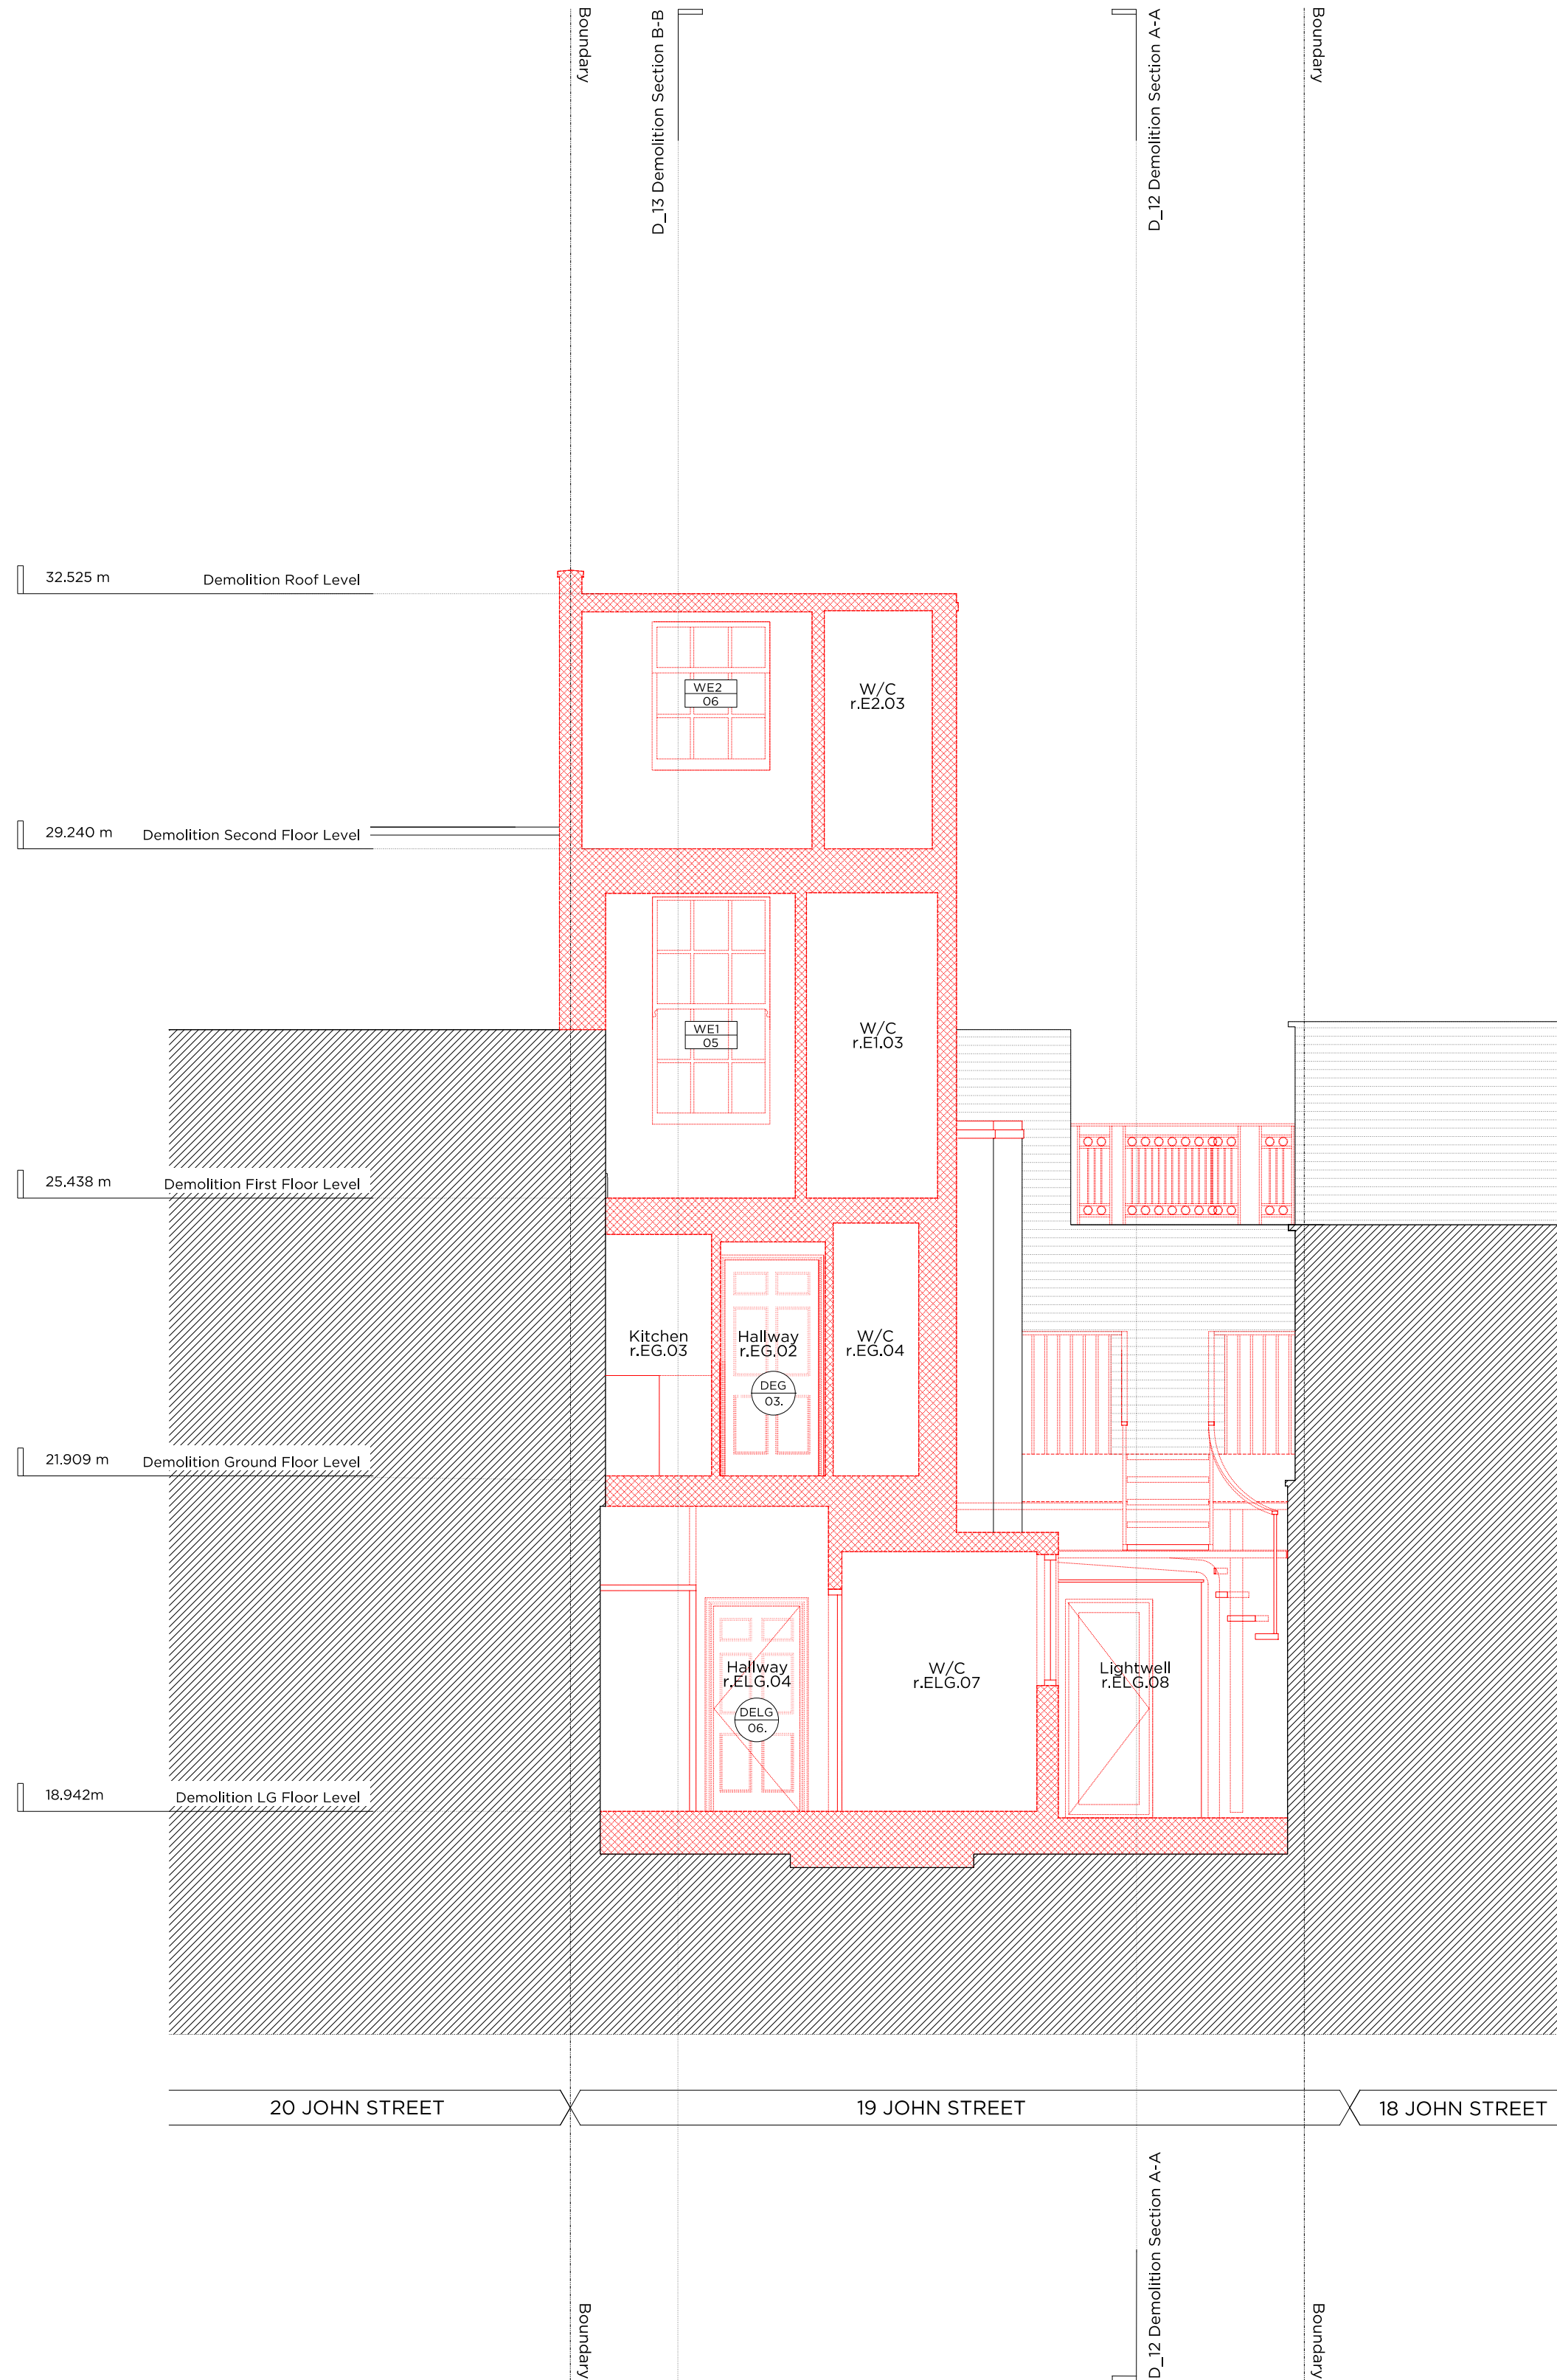 Boundary
D_13 Demolition Section B-B
D_12 Demolition Section A-A
Boundary
32.525 m
Demolition Roof Level
WE2
06
W/C
r.E2.03
29.240 m
Demolition Second Floor Level
WE1
05
W/C
r.E1.03
25.438 m
Demolition First Floor Level
Kitchen
r.EG.03
Hallway
r.EG.02
W/C
r.EG.04
DEG
03.
21.909 m
Demolition Ground Floor Level
Hallway
r.ELG.04
W/C
r.ELG.07
Lightwell
r.ELG.08
DELG
06.
18.942m
Demolition LG Floor Level
20 JOHN STREET
19 JOHN STREET
18 JOHN STREET
Boundary
D_12 Demolition Section A-A
Boundary